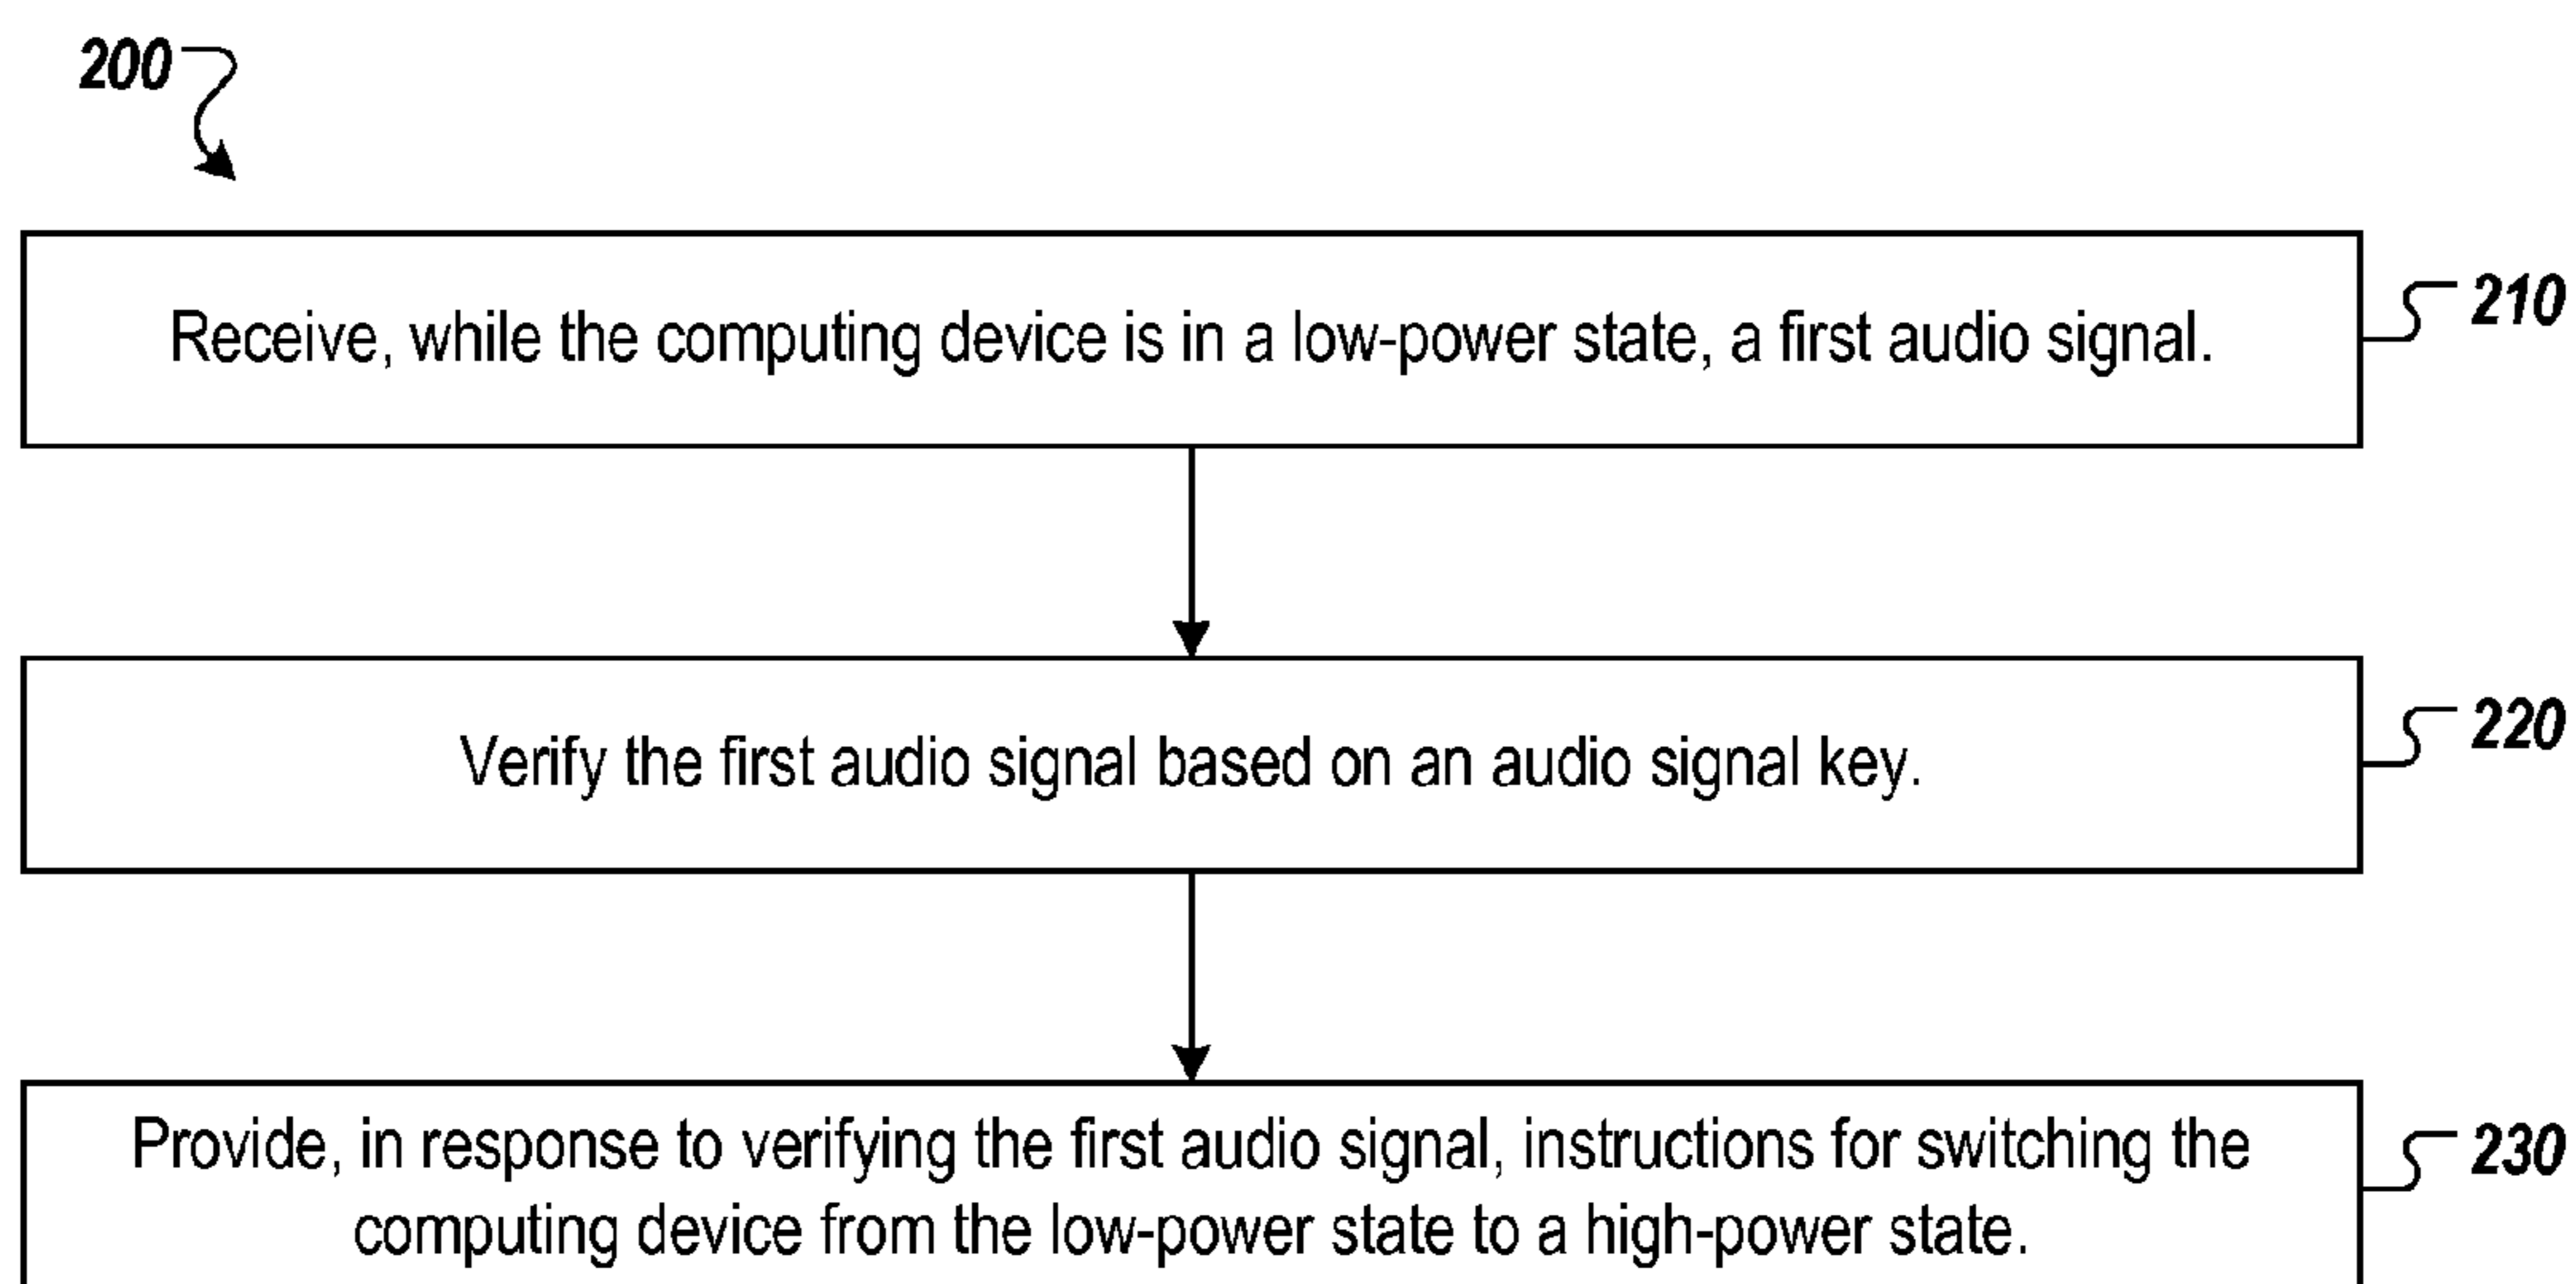 200
Receive, while the computing device is in a low-power state, a first audio signal.
210
Verify the first audio signal based on an audio signal key.
220
Provide, in response to verifying the first audio signal, instructions for switching the
computing device from the low-power state to a high-power state.
230